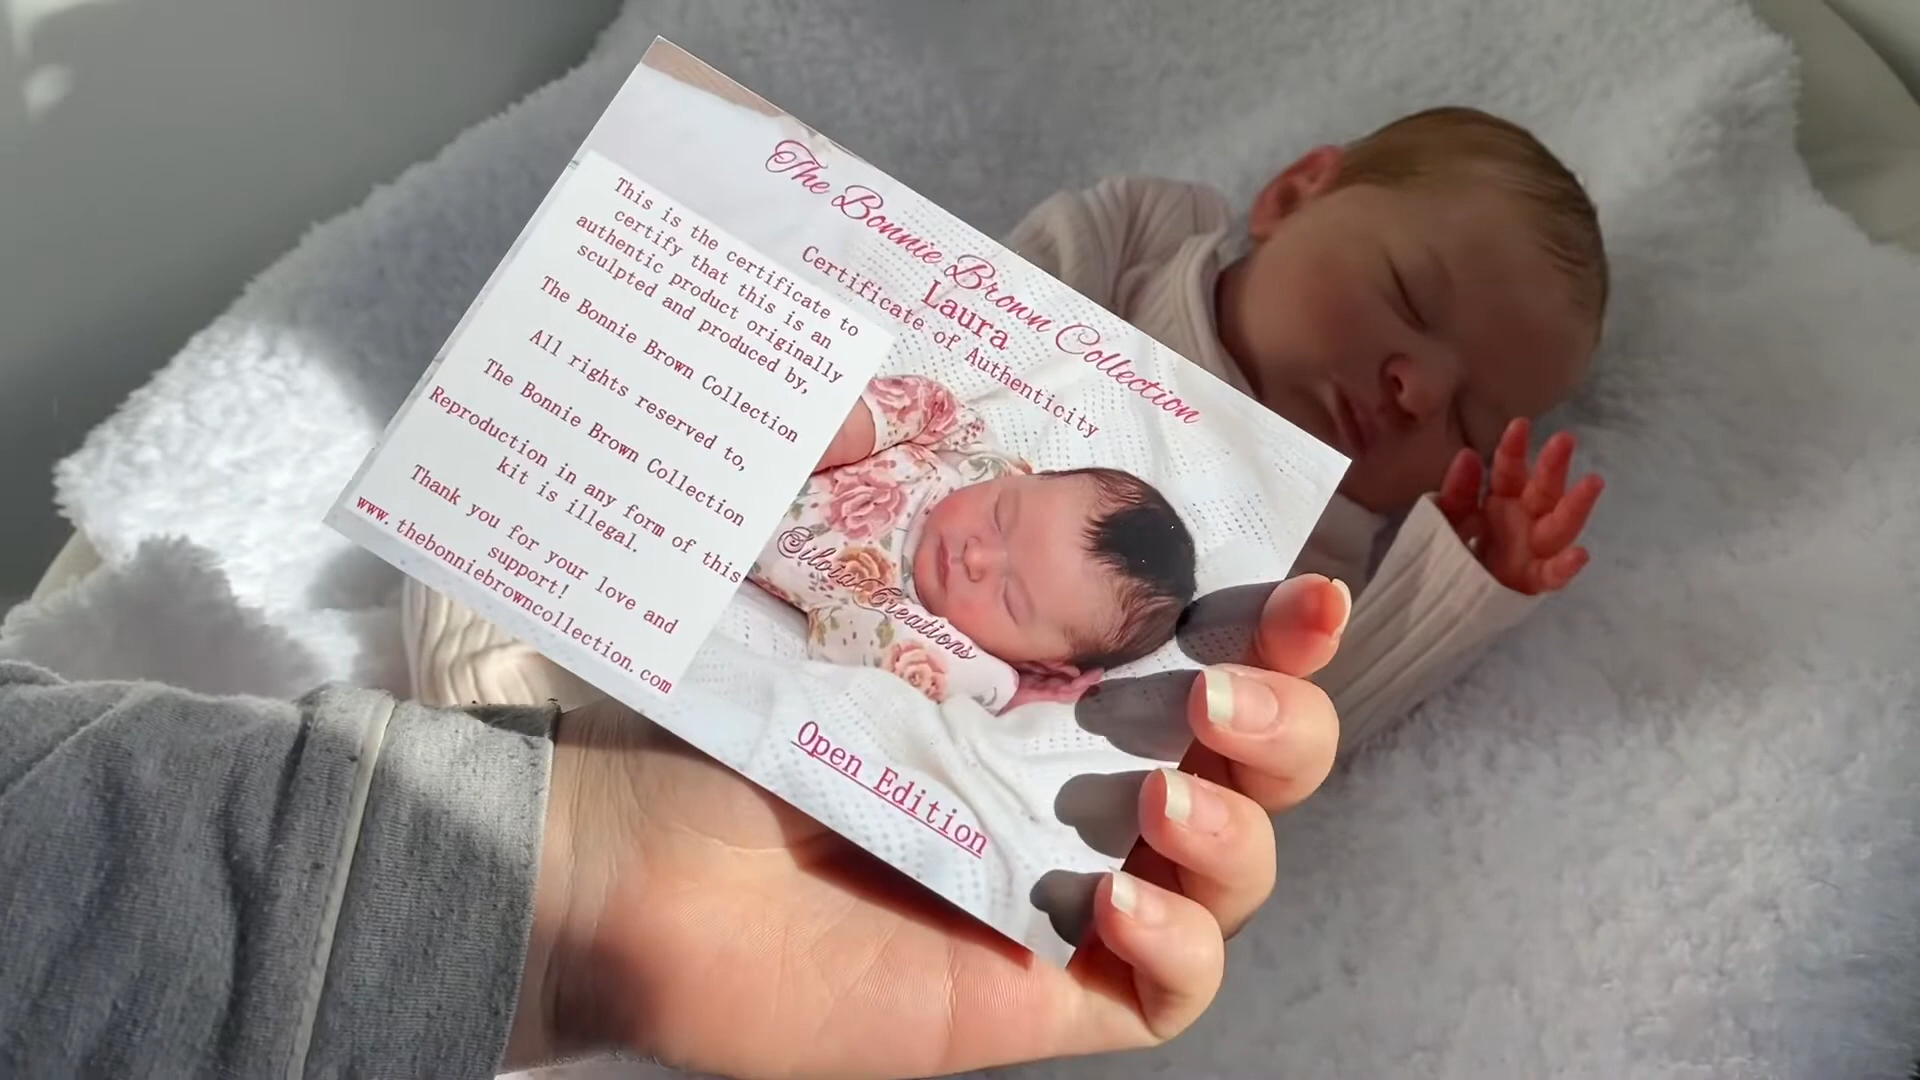 The Bonnie Brown Collection
Laura
Certificate of Authenticity
This is the certificate to
certify that this is an
authentic product originally
sculpted and produced by,
The Bonnie Brown Collection
All rights reserved to,
The Bonnie Brown Collection
Reproduction in any form of this
kit is illegal.
Thank you for your love and
support!
www.thebonniebrowncollection.com
Silvia Creations
Open Edition